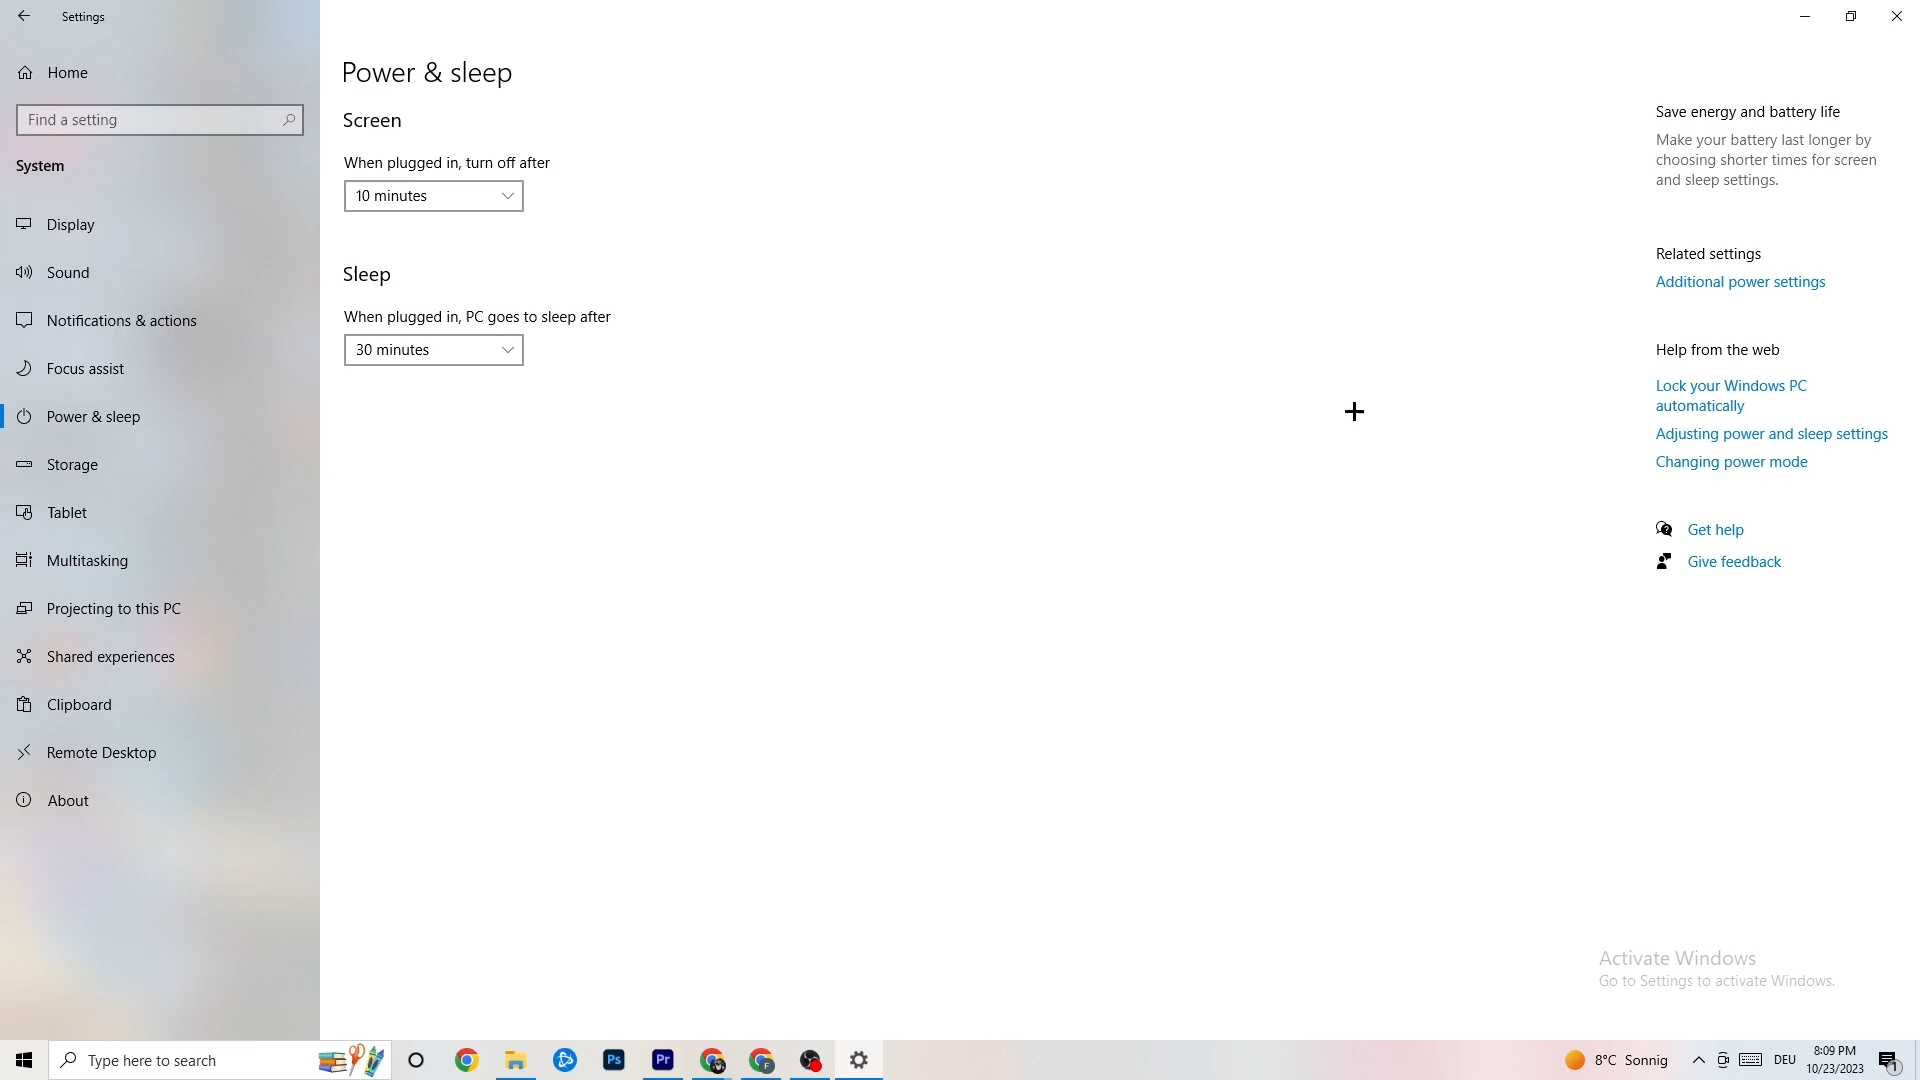 Settings
Home
Find a setting
System
Display
Sound
Notifications & actions
Focus assist
Power & sleep
Storage
Tablet
Multitasking
Projecting to this PC
Shared experiences
Clipboard
Remote Desktop
About
Power & sleep
Screen
When plugged in, turn off after
10 minutes
Sleep
When plugged in, PC goes to sleep after
30 minutes
Save energy and battery life
Make your battery last longer by
choosing shorter times for screen
and sleep settings.
Related settings
Additional power settings
Help from the web
Lock your Windows PC
automatically
Adjusting power and sleep settings
Changing power mode
Get help
Give feedback
Activate Windows
Go to Settings to activate Windows.
Type here to search
Ps
Pr
F
8°C Sonnig
DEU
8:09 PM
10/23/2023
1